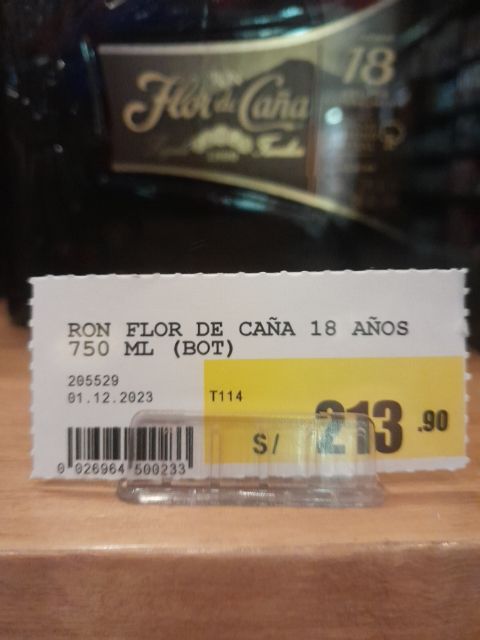 Flor de Caña
18
RON FLOR DE CAÑA 18 AÑOS
750 ML (BOT)
205529
01.12.2023
T114
S/ 213.90
0 026964 500233